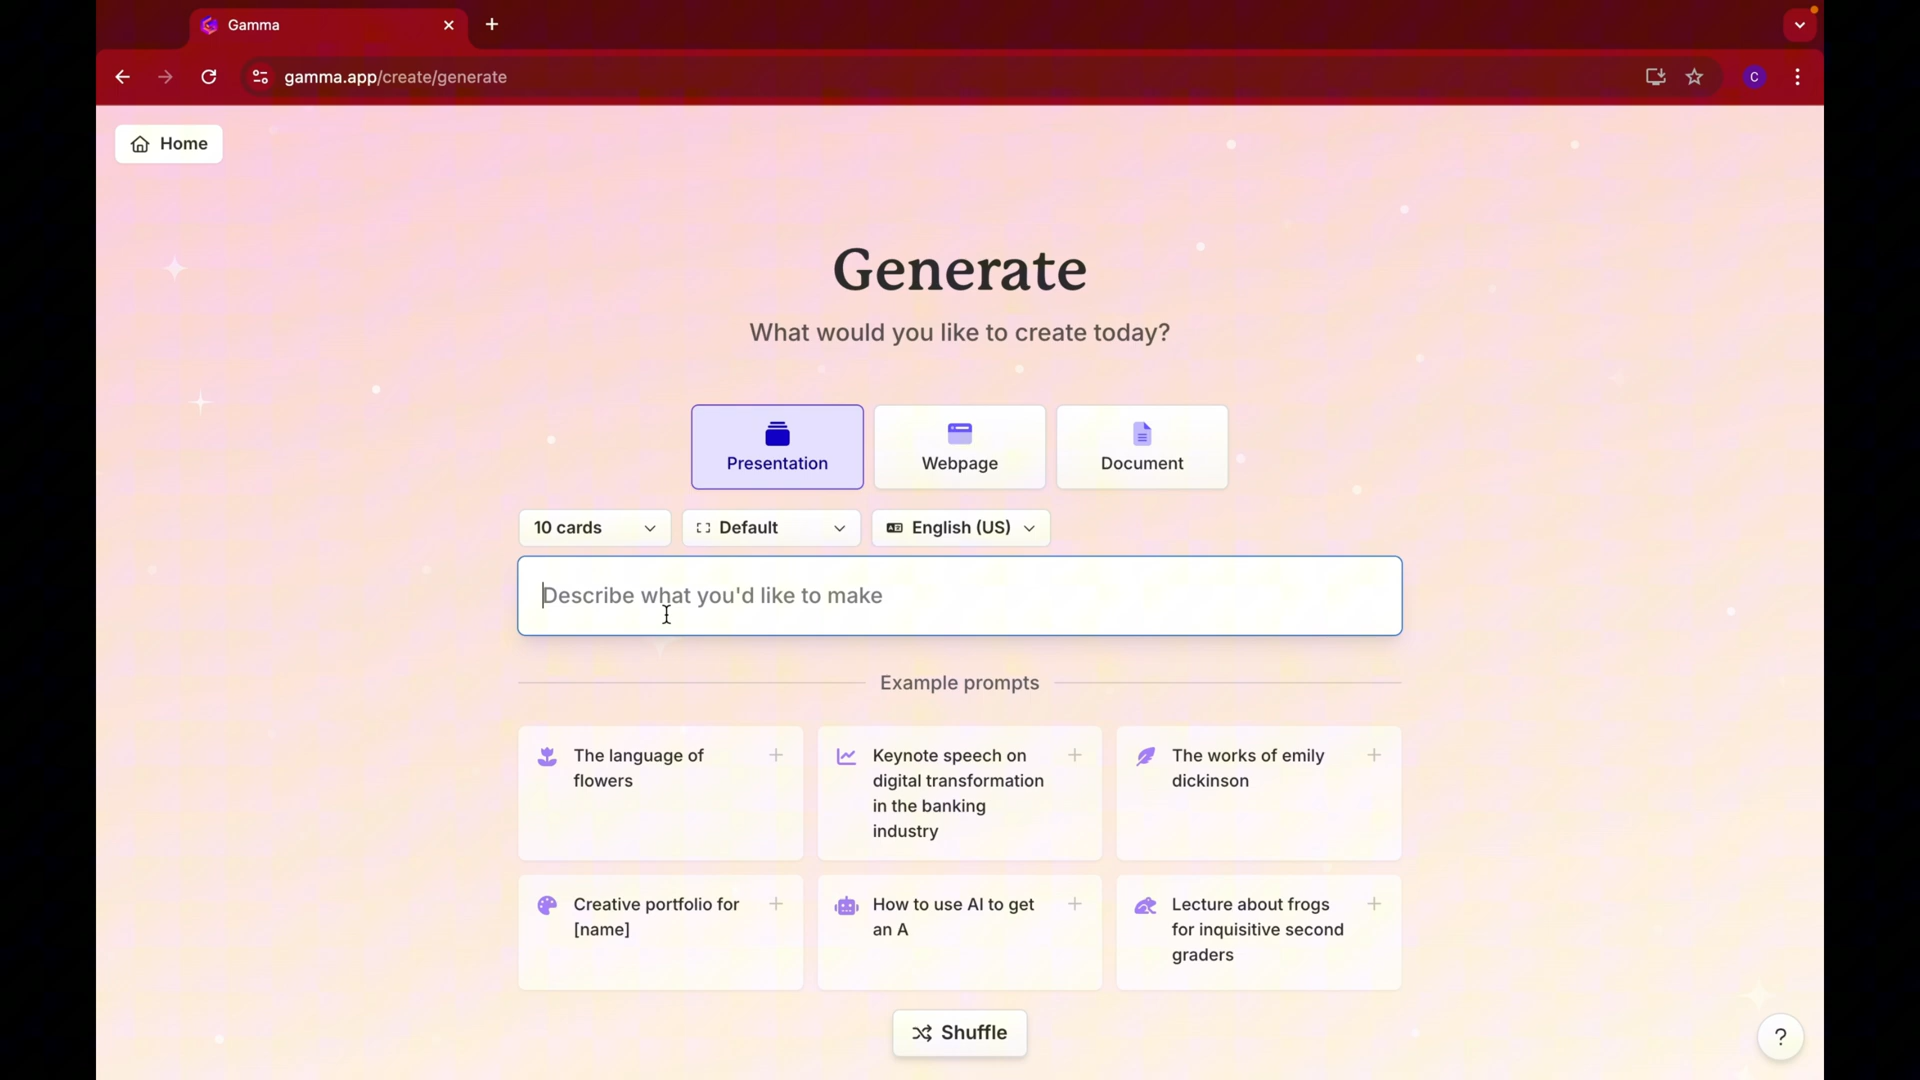 Gamma
gamma.app/create/generate
C
Home
Generate
What would you like to create today?
Presentation
Webpage
Document
10 cards
Default
English (US)
Describe what you'd like to make
Example prompts
The language of
flowers
Keynote speech on
digital transformation
in the banking
industry
The works of emily
dickinson
Creative portfolio for
[name]
How to use AI to get
an A
Lecture about frogs
for inquisitive second
graders
Shuffle
?